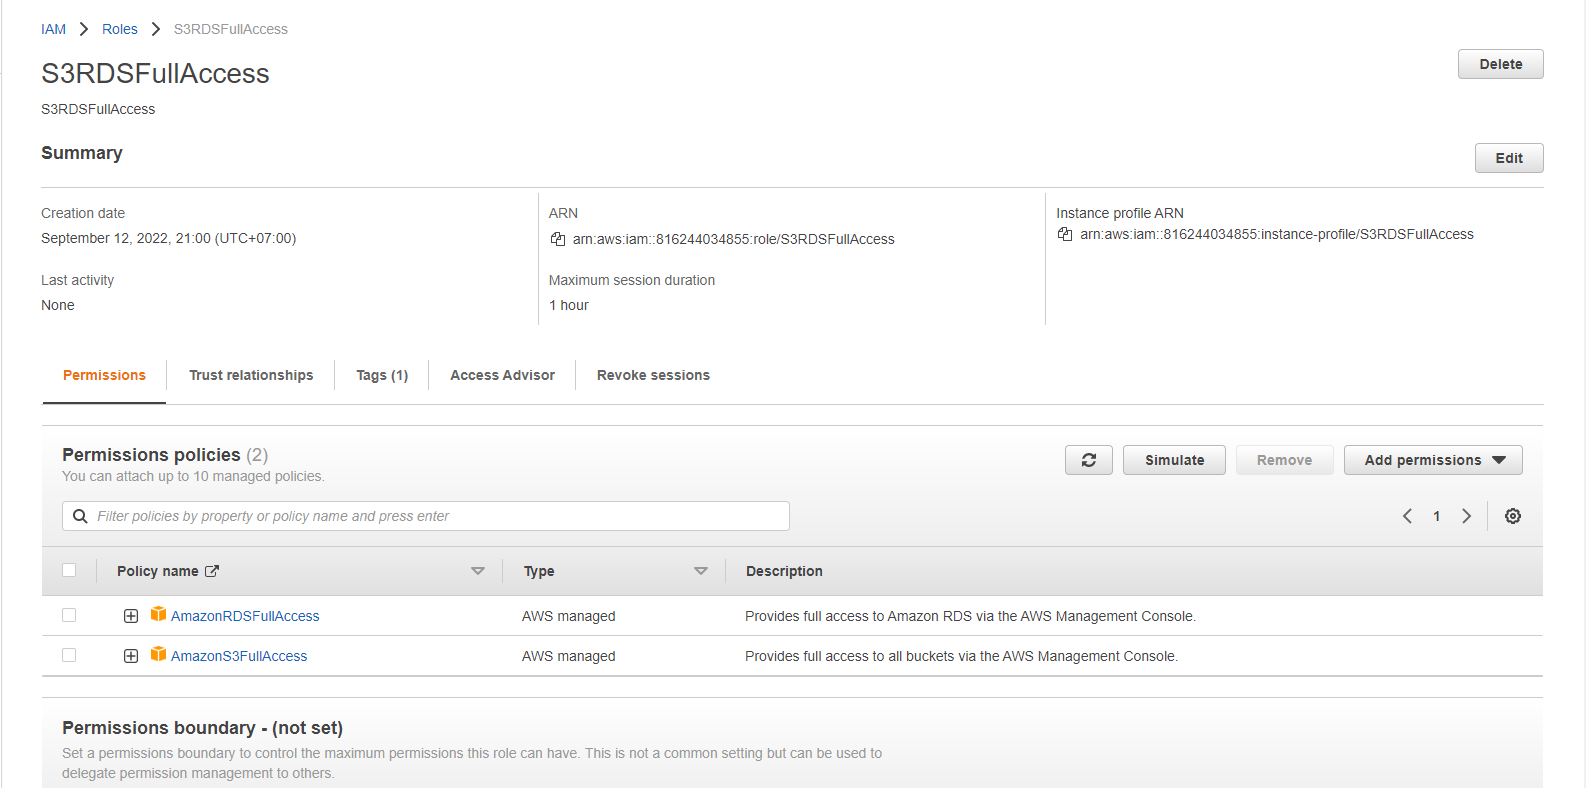 IAM > Roles > S3RDSFullAccess
S3RDSFullAccess
Delete
S3RDSFullAccess
Summary
Edit
Creation date
September 12, 2022, 21:00 (UTC+07:00)
Last activity
None
ARN
arn:aws:iam::816244034855:role/S3RDSFullAccess
Maximum session duration
1 hour
Instance profile ARN
arn:aws:iam::816244034855:instance-profile/S3RDSFullAccess
Permissions Trust relationships Tags (1) Access Advisor Revoke sessions
Permissions policies (2)
You can attach up to 10 managed policies.
Simulate Remove Add permissions
Filter policies by property or policy name and press enter
1
Policy name Type Description
AmazonRDSFullAccess AWS managed Provides full access to Amazon RDS via the AWS Management Console.
AmazonS3FullAccess AWS managed Provides full access to all buckets via the AWS Management Console.
Permissions boundary - (not set)
Set a permissions boundary to control the maximum permissions this role can have. This is not a common setting but can be used to
delegate permission management to others.